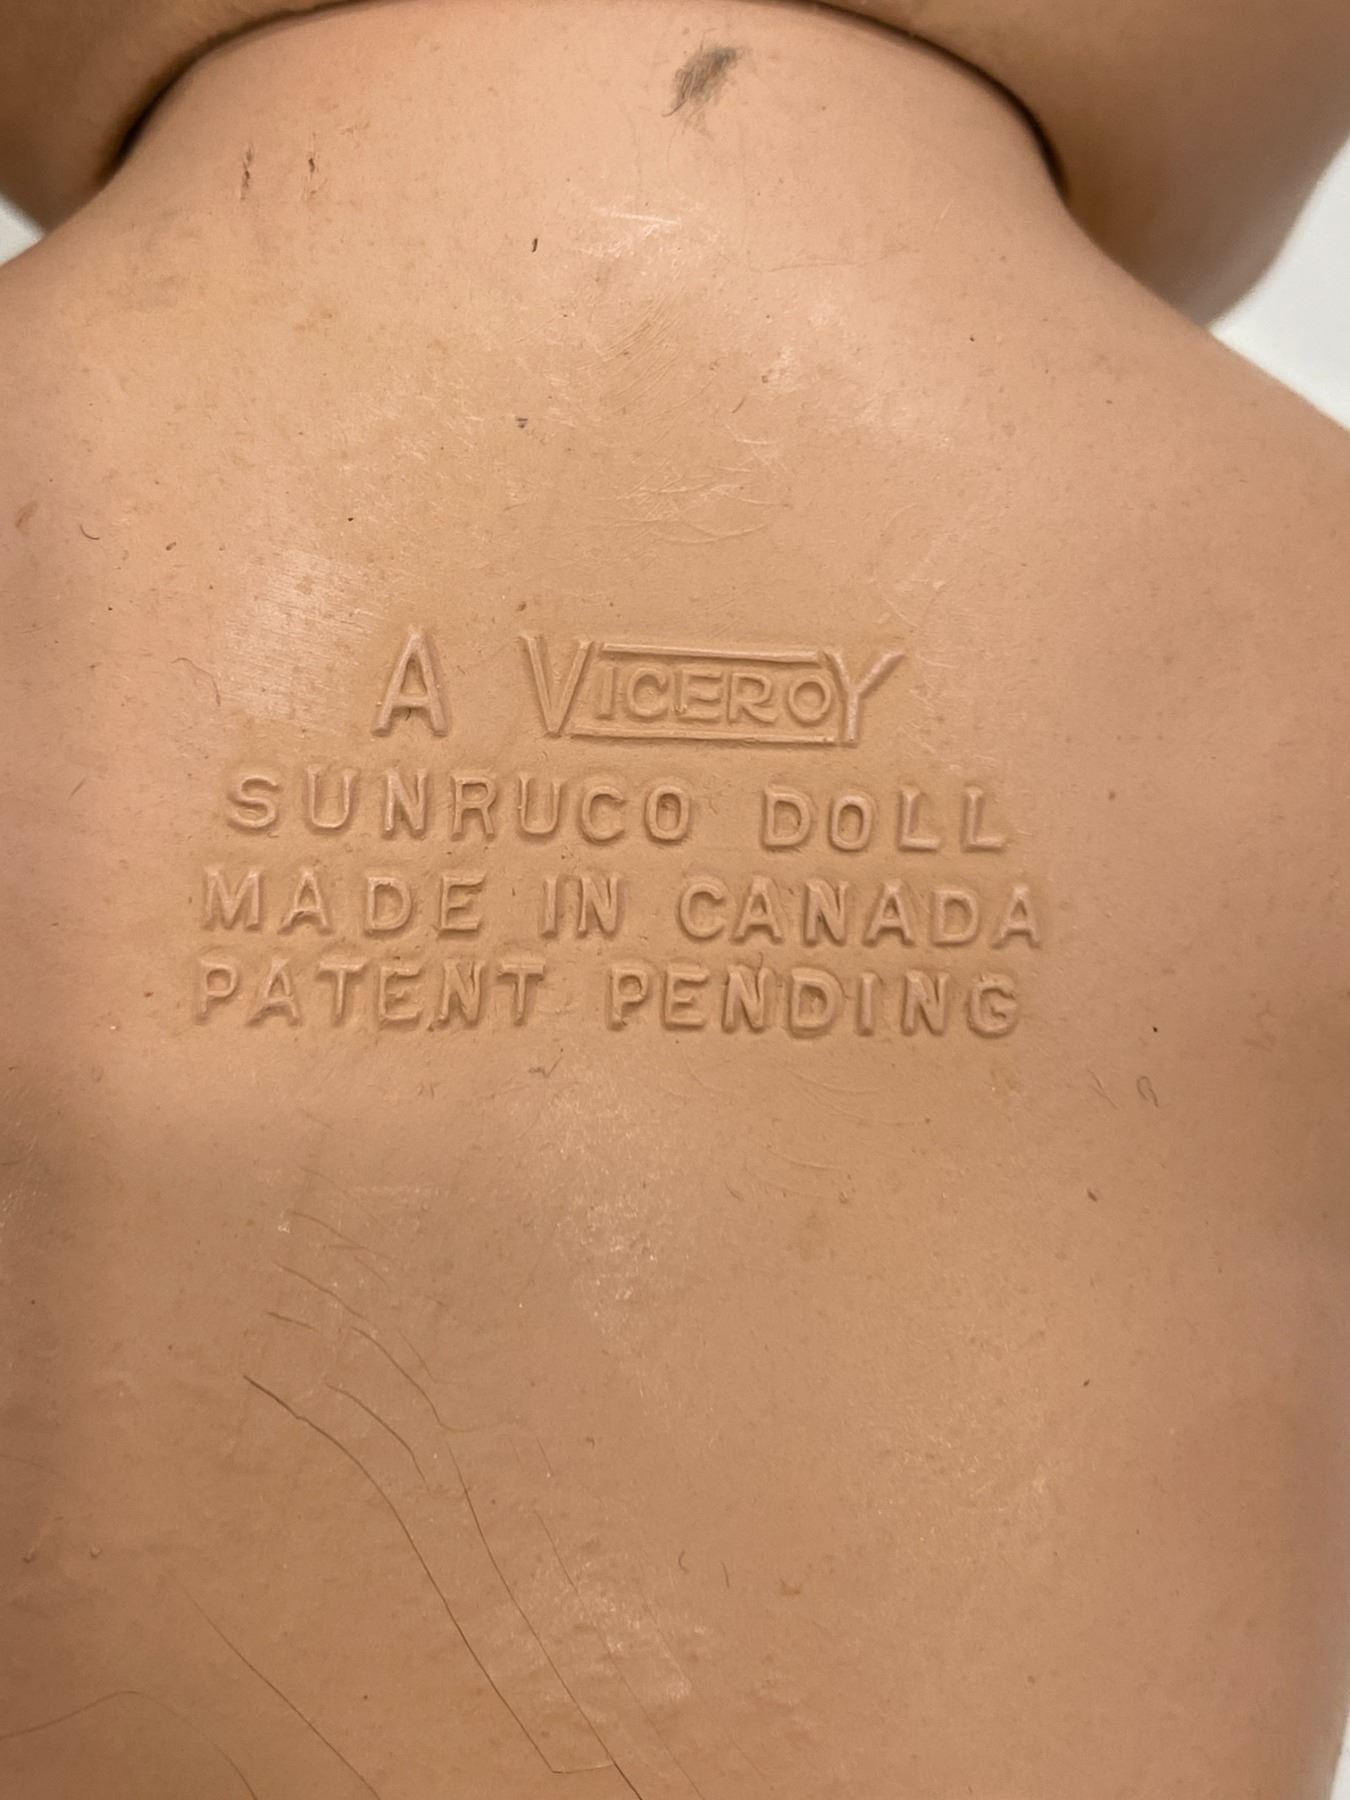 A VICEROY
SUNRUCO DOLL
MADE IN CANADA
PATENT PENDING